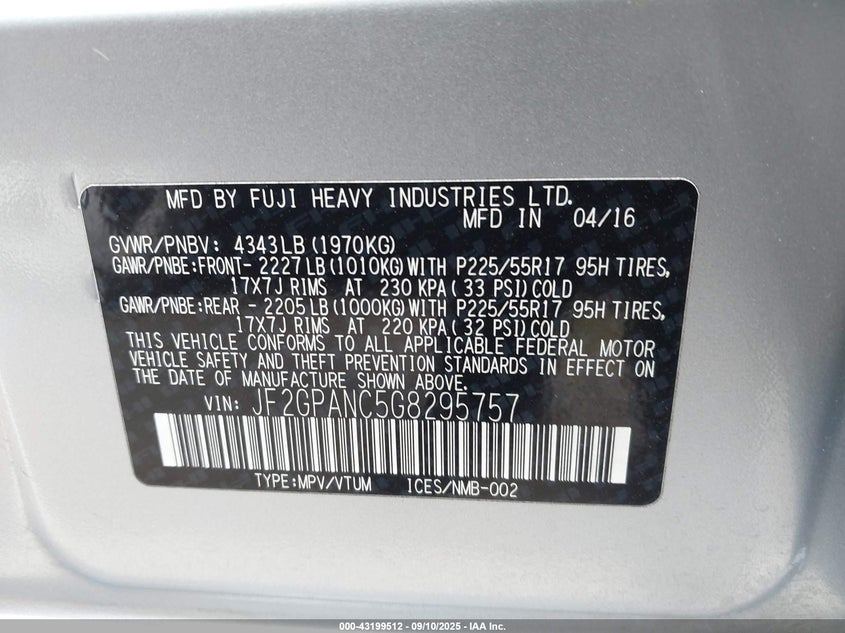 MFD BY FUJI HEAVY INDUSTRIES LTD.
MFD IN 04/16
GVWR/PNBV: 4343LB (1970KG)
GAWR/PNBE:FRONT- 2227LB (1010KG) WITH P225/55R17 95H TIRES,
17X7J RIMS AT 230 KPA (33 PSI) COLD
GAWR/PNBE:REAR - 2205LB (1000KG) WITH P225/55R17 95H TIRES,
17X7J RIMS AT 220 KPA (32 PSI) COLD
THIS VEHICLE CONFORMS TO ALL APPLICABLE FEDERAL MOTOR
VEHICLE SAFETY AND THEFT PREVENTION STANDARDS IN EFFECT ON
THE DATE OF MANUFACTURE SHOWN ABOVE.
VIN: JF2GPANC5G8295757
TYPE:MPV/VTUM ICES/NMB-002
000-43199512 - 09/10/2025 - IAA Inc.